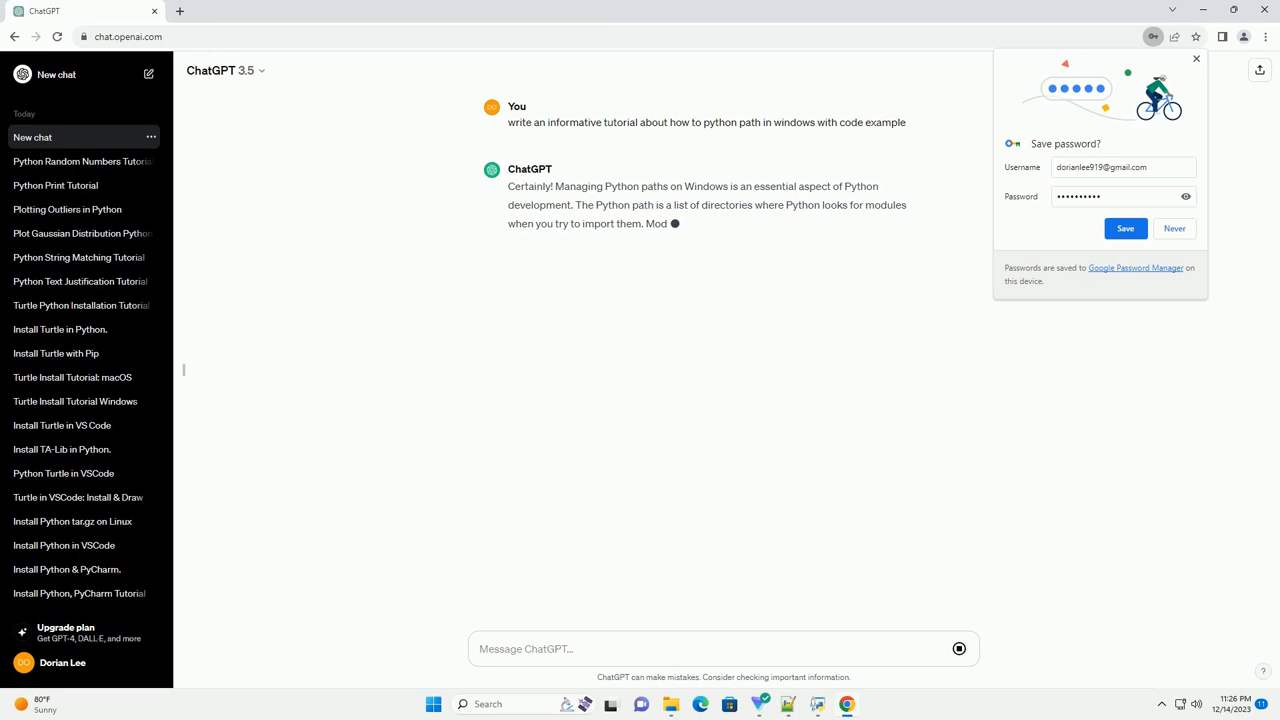 ChatGPT
chat.openai.com
New chat
Today
New chat
Python Random Numbers Tutoria
Python Print Tutorial
Plotting Outliers in Python
Plot Gaussian Distribution Python
Python String Matching Tutorial
Python Text Justification Tutorial
Turtle Python Installation Tutorial
Install Turtle in Python.
Install Turtle with Pip
Turtle Install Tutorial: macOS
Turtle Install Tutorial Windows
Install Turtle in VS Code
Install TA-Lib in Python.
Python Turtle in VSCode
Turtle in VSCode: Install & Draw
Install Python tar.gz on Linux
Install Python in VSCode
Install Python & PyCharm.
Install Python, PyCharm Tutorial
Upgrade plan
Get GPT-4, DALL·E, and more
DO
Dorian Lee
ChatGPT 3.5
DO
You
write an informative tutorial about how to python path in windows with code example
ChatGPT
Certainly! Managing Python paths on Windows is an essential aspect of Python
development. The Python path is a list of directories where Python looks for modules
when you try to import them. Mod
Save password?
Username dorianlee919@gmail.com
Password ••••••••••
Save Never
Passwords are saved to Google Password Manager on
this device.
Message ChatGPT...
ChatGPT can make mistakes. Consider checking important information.
?
80°F
Sunny
Search
11:26 PM
12/14/2023
11